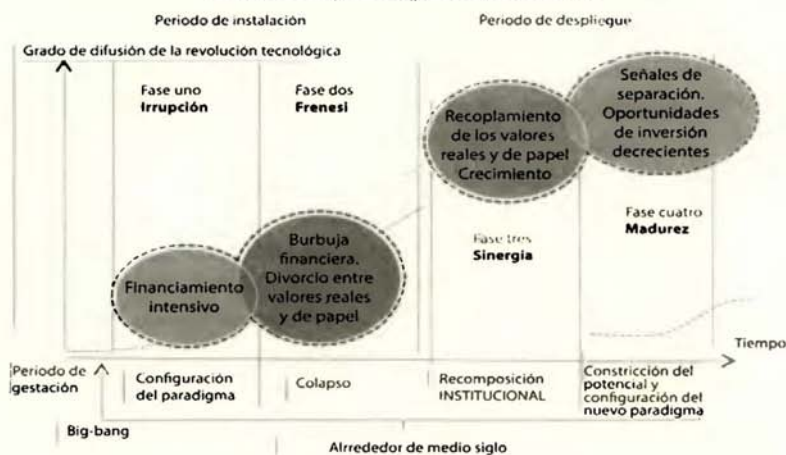 Periodo de instalación
Periodo de despliegue
Grado de difusión de la revolución tecnológica
Fase uno
Irrupción
Fase dos
Frenesi
Recoplamiento
de los valores
reales y de papel
Crecimiento
Señales de
separación.
Oportunidades
de inversión
decrecientes
Financiamiento
intensivo
Burbuja
financiera.
Divorcio entre
valores reales
y de papel
Fase tres
Sinergia
Fase cuatro
Madurez
Tiempo
Periodo de
gestación
Configuración
del paradigma
Colapso
Recomposición
INSTITUCIONAL
Constricción del
potencial y
configuración del
nuevo paradigma
Big-bang
Alrrededor de medio siglo